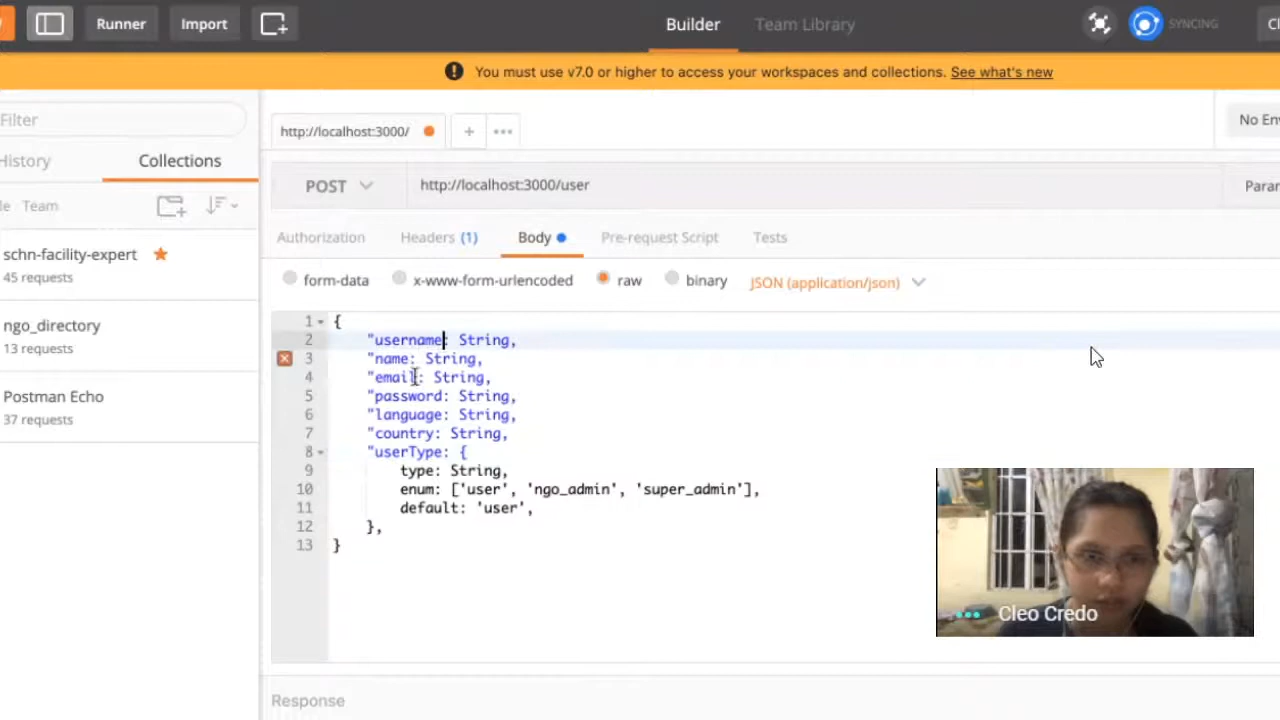 Runner
Import
Builder
Team Library
SYNCING
You must use v7.0 or higher to access your workspaces and collections. See what's new
Filter
http://localhost:3000/
No En
History
Collections
POST
http://localhost:3000/user
Param
Team
Authorization
Headers (1)
Body
Pre-request Script
Tests
schn-facility-expert
45 requests
form-data
x-www-form-urlencoded
raw
binary
JSON (application/json)
ngo_directory
13 requests
Postman Echo
37 requests
1 {
2 "username: String,
3 "name: String,
4 "email: String,
5 "password: String,
6 "language: String,
7 "country: String,
8 "userType: {
9 type: String,
10 enum: ['user', 'ngo_admin', 'super_admin'],
11 default: 'user',
12 },
13 }
Cleo Credo
Response